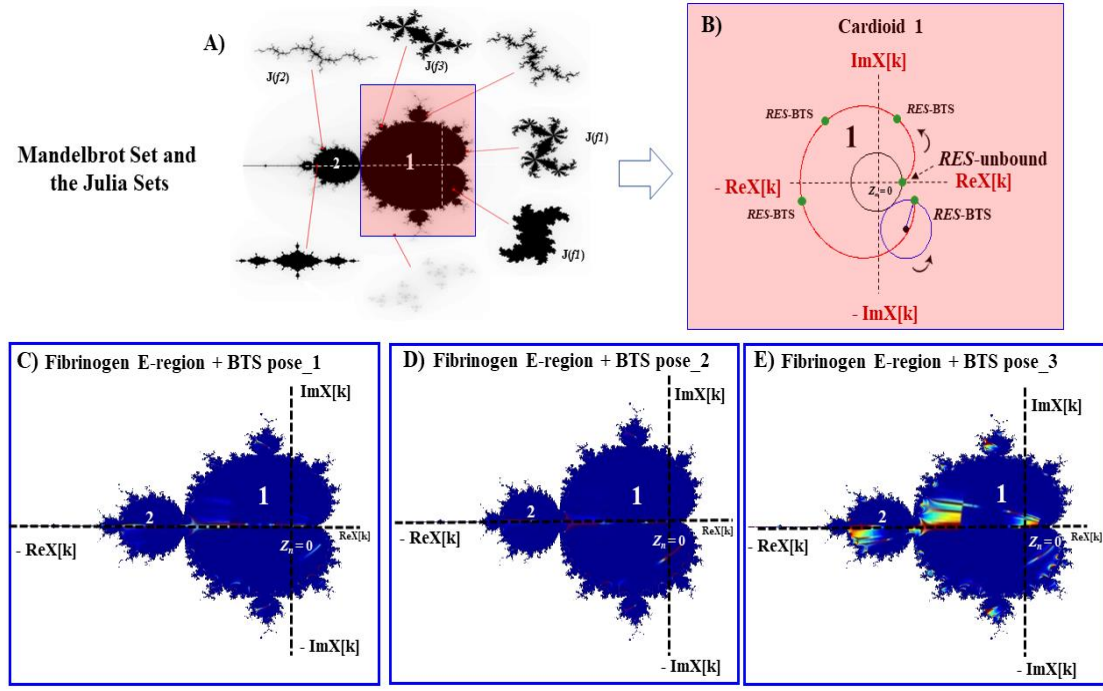 Mandelbrot Set and
the Julia Sets
A)
J(f2)
J(f3)
J(f1)
J(f1)
2
1
B)
Cardioid 1
ImX[k]
RES-BTS
RES-BTS
1
RES-unbound
- ReX[k]
ReX[k]
Zn=0
RES-BTS
RES-BTS
- ImX[k]
C) Fibrinogen E-region + BTS pose_1
ImX[k]
1
2
- ReX[k]
ReX[k]
Zn=0
- ImX[k]
D) Fibrinogen E-region + BTS pose_2
ImX[k]
1
2
- ReX[k]
ReX[k]
Zn=0
- ImX[k]
E) Fibrinogen E-region + BTS pose_3
ImX[k]
1
2
- ReX[k]
ReX[k]
Zn=0
- ImX[k]